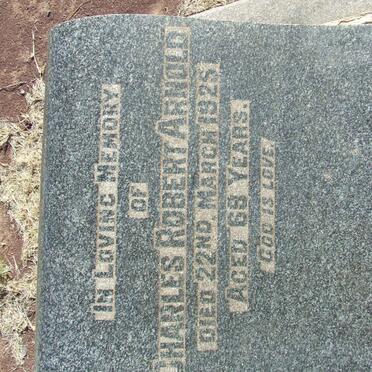 IN LOVING MEMORY
OF
CHARLES ROBERT ARNOLD
DIED 22ND MARCH 1925
AGED 68 YEARS.
GOD IS LOVE.